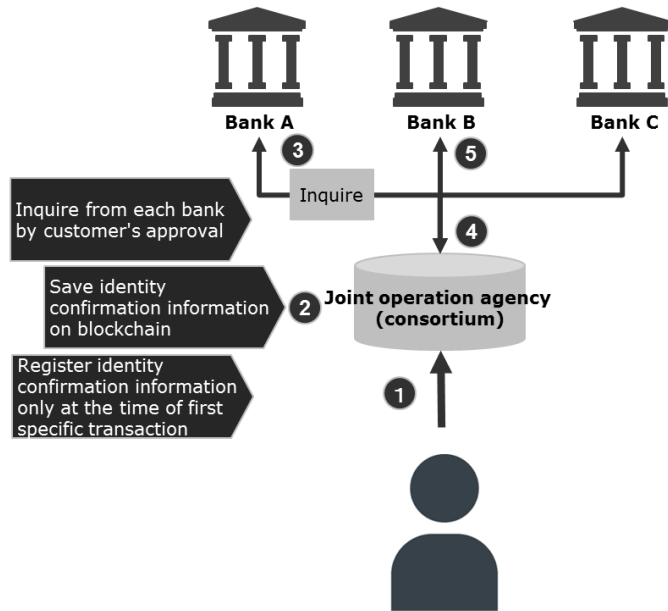 Bank A
Bank B
Bank C
3
5
Inquire
Inquire from each bank
by customer's approval
4
Save identity
confirmation information
on blockchain
2
Joint operation agency
(consortium)
Register identity
confirmation information
only at the time of first
specific transaction
1